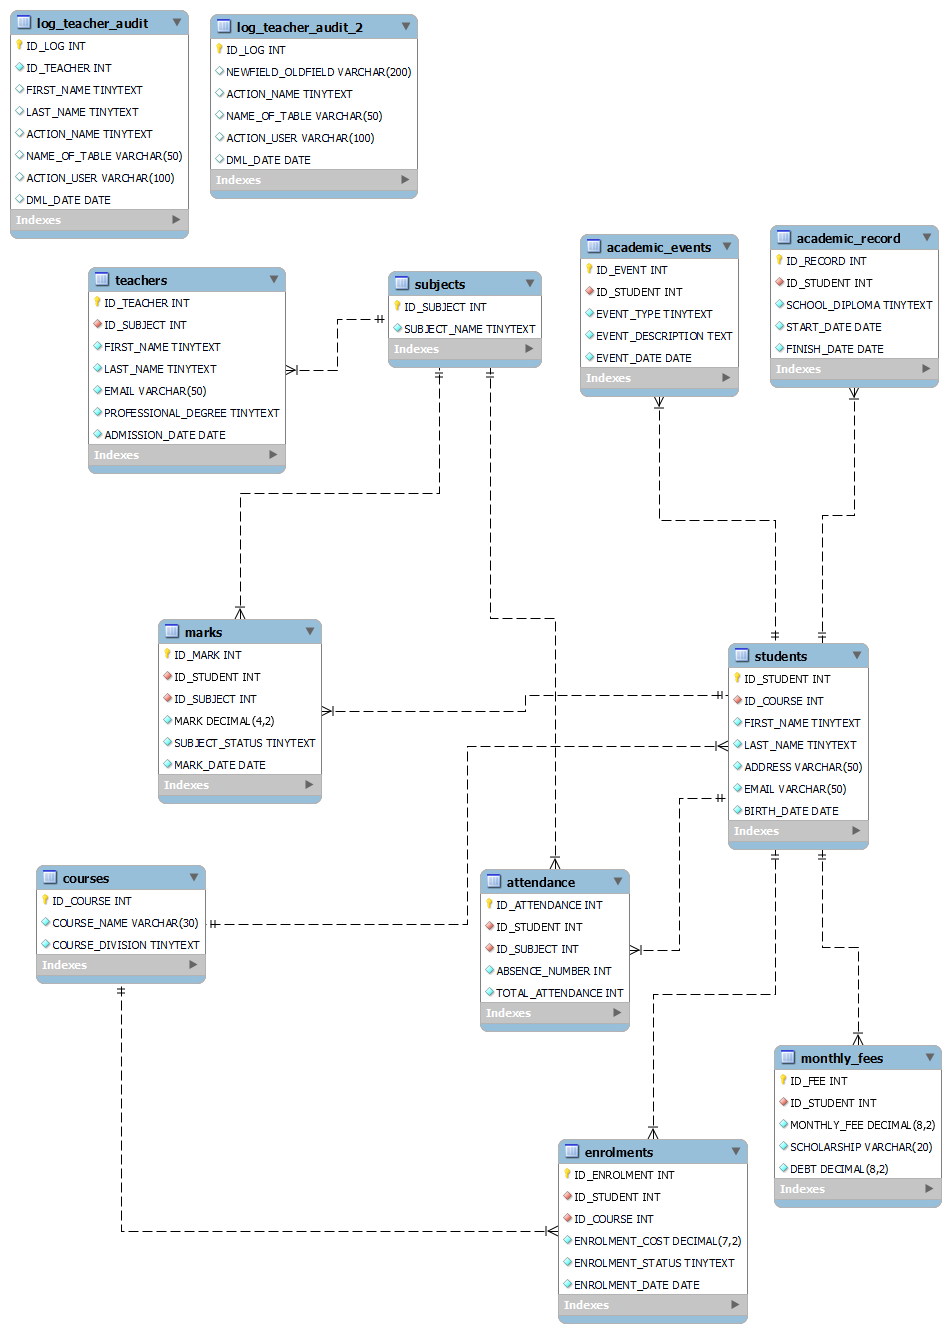 log_teacher_audit
ID_LOG INT
ID_TEACHER INT
FIRST_NAME TINYTEXT
LAST_NAME TINYTEXT
ACTION_NAME TINYTEXT
NAME_OF_TABLE VARCHAR(50)
ACTION_USER VARCHAR(100)
DML_DATE DATE
Indexes
log_teacher_audit_2
ID_LOG INT
NEWFIELD_OLDFIELD VARCHAR(200)
ACTION_NAME TINYTEXT
NAME_OF_TABLE VARCHAR(50)
ACTION_USER VARCHAR(100)
DML_DATE DATE
Indexes
teachers
ID_TEACHER INT
ID_SUBJECT INT
FIRST_NAME TINYTEXT
LAST_NAME TINYTEXT
EMAIL VARCHAR(50)
PROFESSIONAL_DEGREE TINYTEXT
ADMISSION_DATE DATE
Indexes
subjects
ID_SUBJECT INT
SUBJECT_NAME TINYTEXT
Indexes
academic_events
ID_EVENT INT
ID_STUDENT INT
EVENT_TYPE TINYTEXT
EVENT_DESCRIPTION TEXT
EVENT_DATE DATE
Indexes
academic_record
ID_RECORD INT
ID_STUDENT INT
SCHOOL_DIPLOMA TINYTEXT
START_DATE DATE
FINISH_DATE DATE
Indexes
marks
ID_MARK INT
ID_STUDENT INT
ID_SUBJECT INT
MARK DECIMAL(4,2)
SUBJECT_STATUS TINYTEXT
MARK_DATE DATE
Indexes
students
ID_STUDENT INT
ID_COURSE INT
FIRST_NAME TINYTEXT
LAST_NAME TINYTEXT
ADDRESS VARCHAR(50)
EMAIL VARCHAR(50)
BIRTH_DATE DATE
Indexes
courses
ID_COURSE INT
COURSE_NAME VARCHAR(30)
COURSE_DIVISION TINYTEXT
Indexes
attendance
ID_ATTENDANCE INT
ID_STUDENT INT
ID_SUBJECT INT
ABSENCE_NUMBER INT
TOTAL_ATTENDANCE INT
Indexes
monthly_fees
ID_FEE INT
ID_STUDENT INT
MONTHLY_FEE DECIMAL(8,2)
SCHOLARSHIP VARCHAR(20)
DEBT DECIMAL(8,2)
Indexes
enrolments
ID_ENROLMENT INT
ID_STUDENT INT
ID_COURSE INT
ENROLMENT_COST DECIMAL(7,2)
ENROLMENT_STATUS TINYTEXT
ENROLMENT_DATE DATE
Indexes